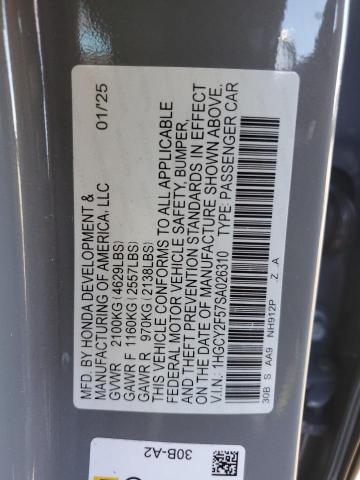 MFD. BY HONDA DEVELOPMENT & 01/25
MANUFACTURING OF AMERICA, LLC
GVWR 2100KG (4629LBS)
GAWR F 1160KG (2557LBS)
GAWR R 970KG (2138LBS)
THIS VEHICLE CONFORMS TO ALL APPLICABLE
FEDERAL MOTOR VEHICLE SAFETY, BUMPER,
THEFT PREVENTION STANDARDS IN EFFECT
ON THE DATE OF MANUFACTURE SHOWN ABOVE.
V.I.N.: 1HGCY2F57SA026310 TYPE: PASSENGER CAR
30B S AA9 NH912P Z A
30B-A2